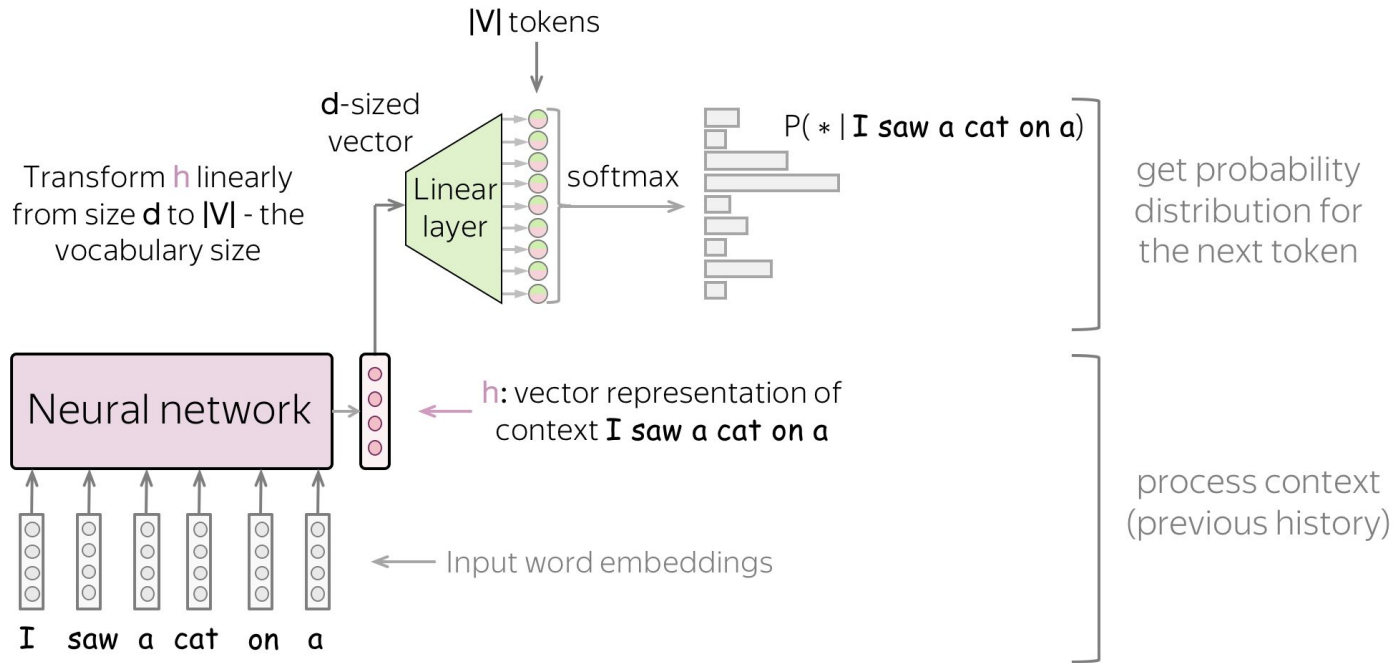 |V| tokens
d-sized
vector
Transform h linearly
from size d to |V| - the
vocabulary size
Linear
layer
softmax
P( * | I saw a cat on a)
get probability
distribution for
the next token
Neural network
h: vector representation of
context I saw a cat on a
process context
(previous history)
Input word embeddings
I saw a cat on a